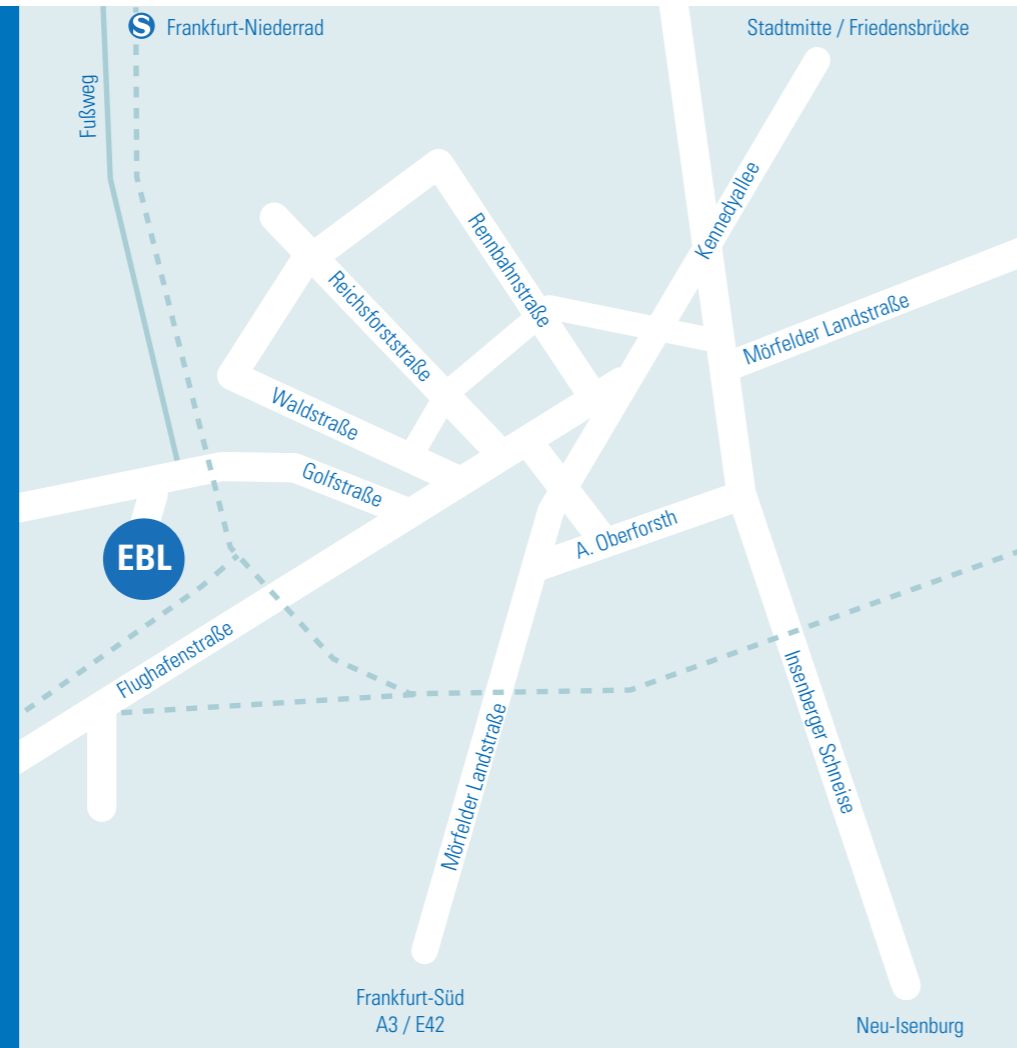 S Frankfurt-Niederrad
Stadtmitte / Friedensbrücke
Fußweg
Kennedyallee
Rennbahnstraße
Reichsforststraße
Mörfelder Landstraße
Waldstraße
Golfstraße
A. Oberforsth
EBL
Flughafenstraße
Insenberger Schneise
Mörfelder Landstraße
Frankfurt-Süd
A3 / E42
Neu-Isenburg